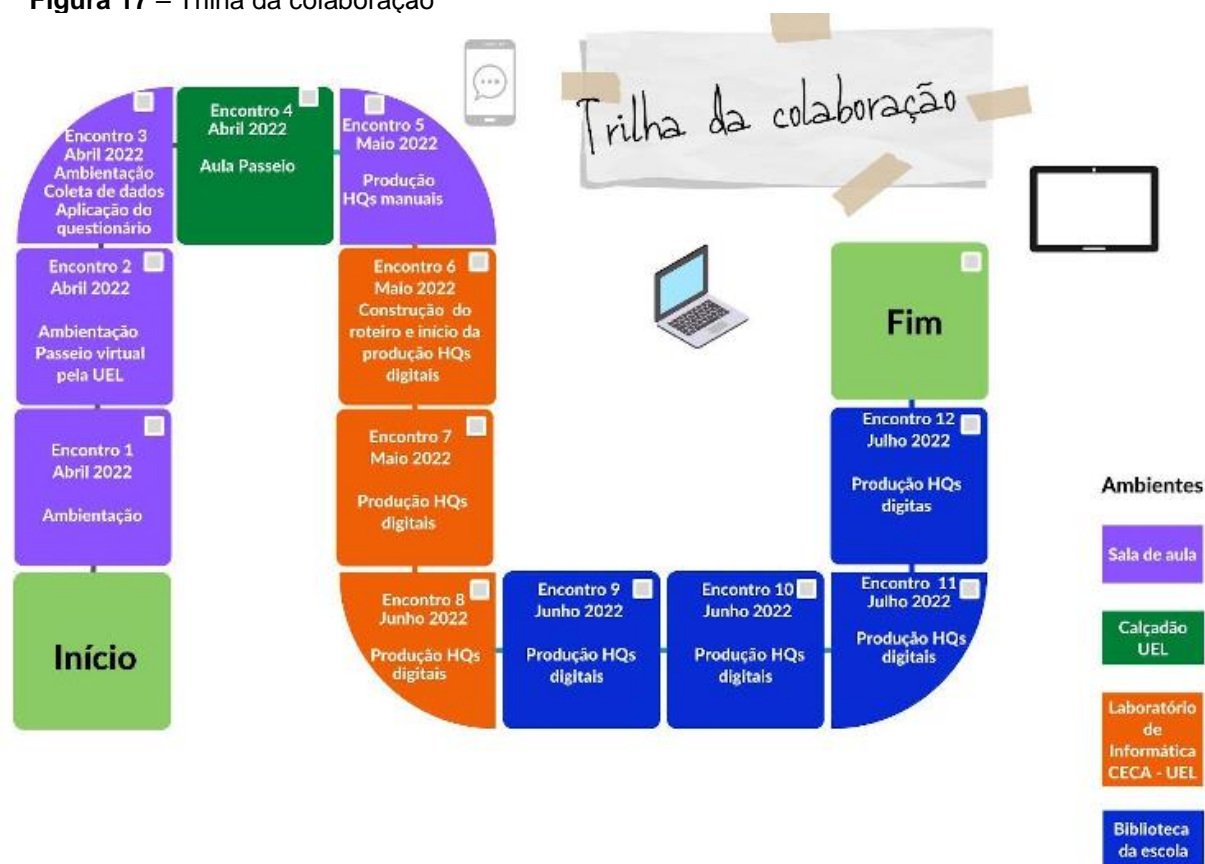 Figura 17 – Trilha da colaboração
Trilha da colaboração
Início
Encontro 1
Abril 2022
Ambientação
Encontro 2
Abril 2022
Ambientação
Passeio virtual
pela UEL
Encontro 3
Abril 2022
Ambientação
Coleta de dados
Aplicação do
questionário
Encontro 4
Abril 2022
Aula Passeio
Encontro 5
Maio 2022
Produção
HQs manuais
Encontro 6
Maio 2022
Construção do
roteiro e início da
produção HQs
digitais
Encontro 7
Maio 2022
Produção HQs
digitais
Encontro 8
Junho 2022
Produção HQs
digitais
Encontro 9
Junho 2022
Produção HQs
digitais
Encontro 10
Junho 2022
Produção HQs
digitais
Encontro 11
Julho 2022
Produção HQs
digitais
Encontro 12
Julho 2022
Produção HQs
digitas
Fim
Ambientes
Sala de aula
Calçadão
UEL
Laboratório
de
Informática
CECA - UEL
Biblioteca
da escola